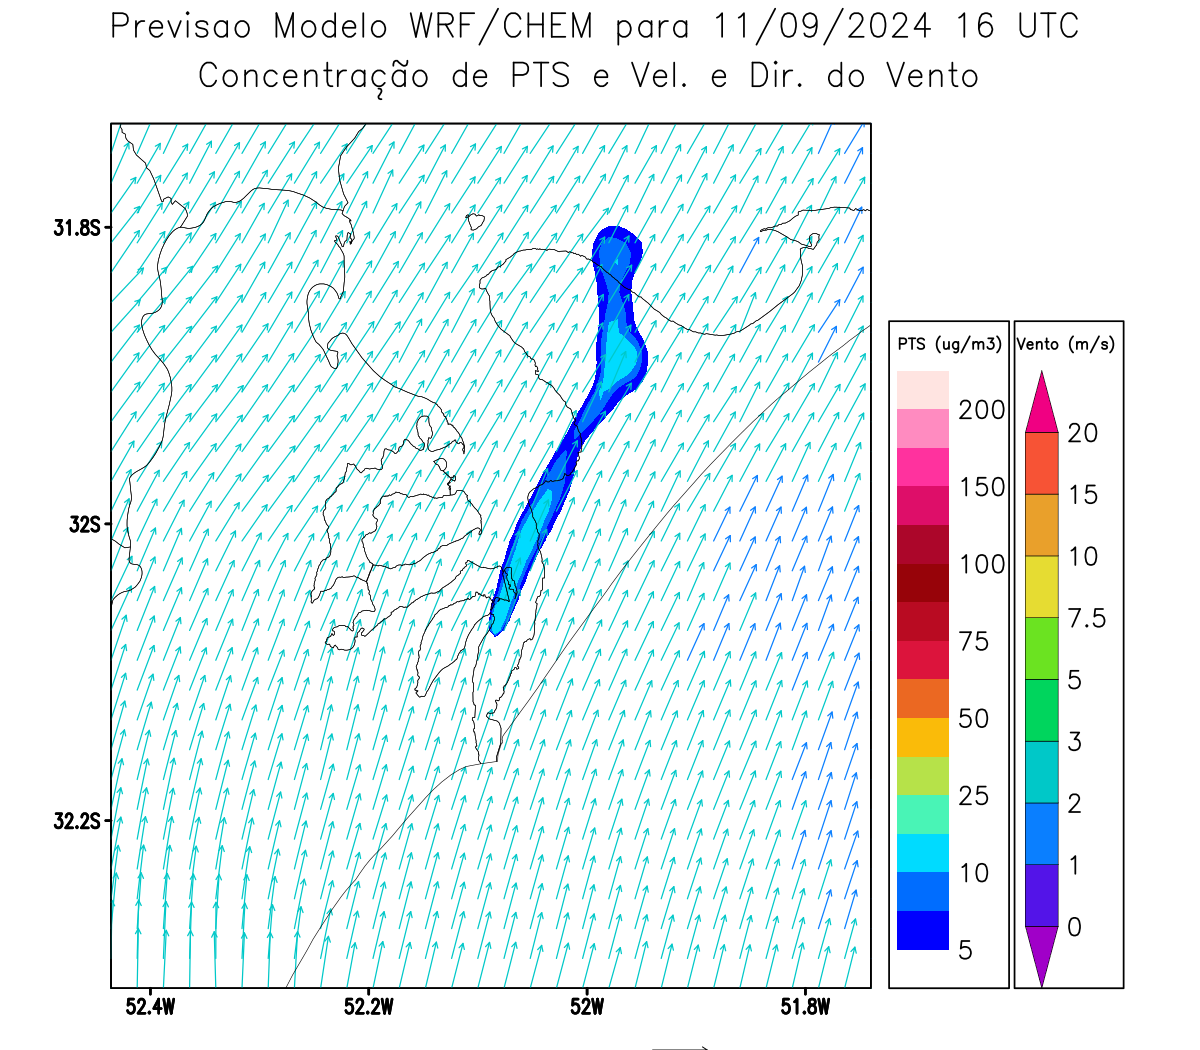 Previsao Modelo WRF/CHEM para 11/09/2024 16 UTC
Concentração de PTS e Vel. e Dir. do Vento
31.8S
32S
32.2S
52.4W 52.2W 52W 51.8W
PTS (ug/m3)
200
150
100
75
50
25
10
5
Vento (m/s)
20
15
10
7.5
5
3
2
1
0